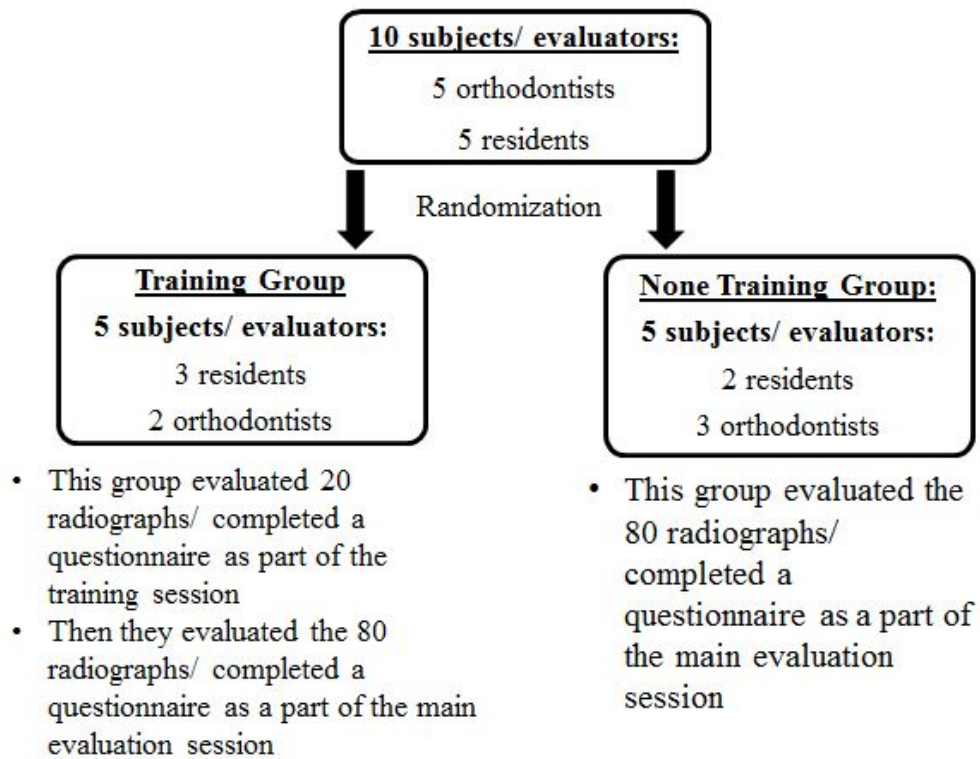 10 subjects/ evaluators:
5 orthodontists
5 residents
Randomization
Training Group
5 subjects/ evaluators:
3 residents
2 orthodontists
None Training Group:
5 subjects/ evaluators:
2 residents
3 orthodontists
• This group evaluated 20
radiographs/ completed a
questionnaire as part of the
training session
• Then they evaluated the 80
radiographs/ completed a
questionnaire as a part of the main
evaluation session
• This group evaluated the
80 radiographs/
completed a
questionnaire as a part of
the main evaluation
session